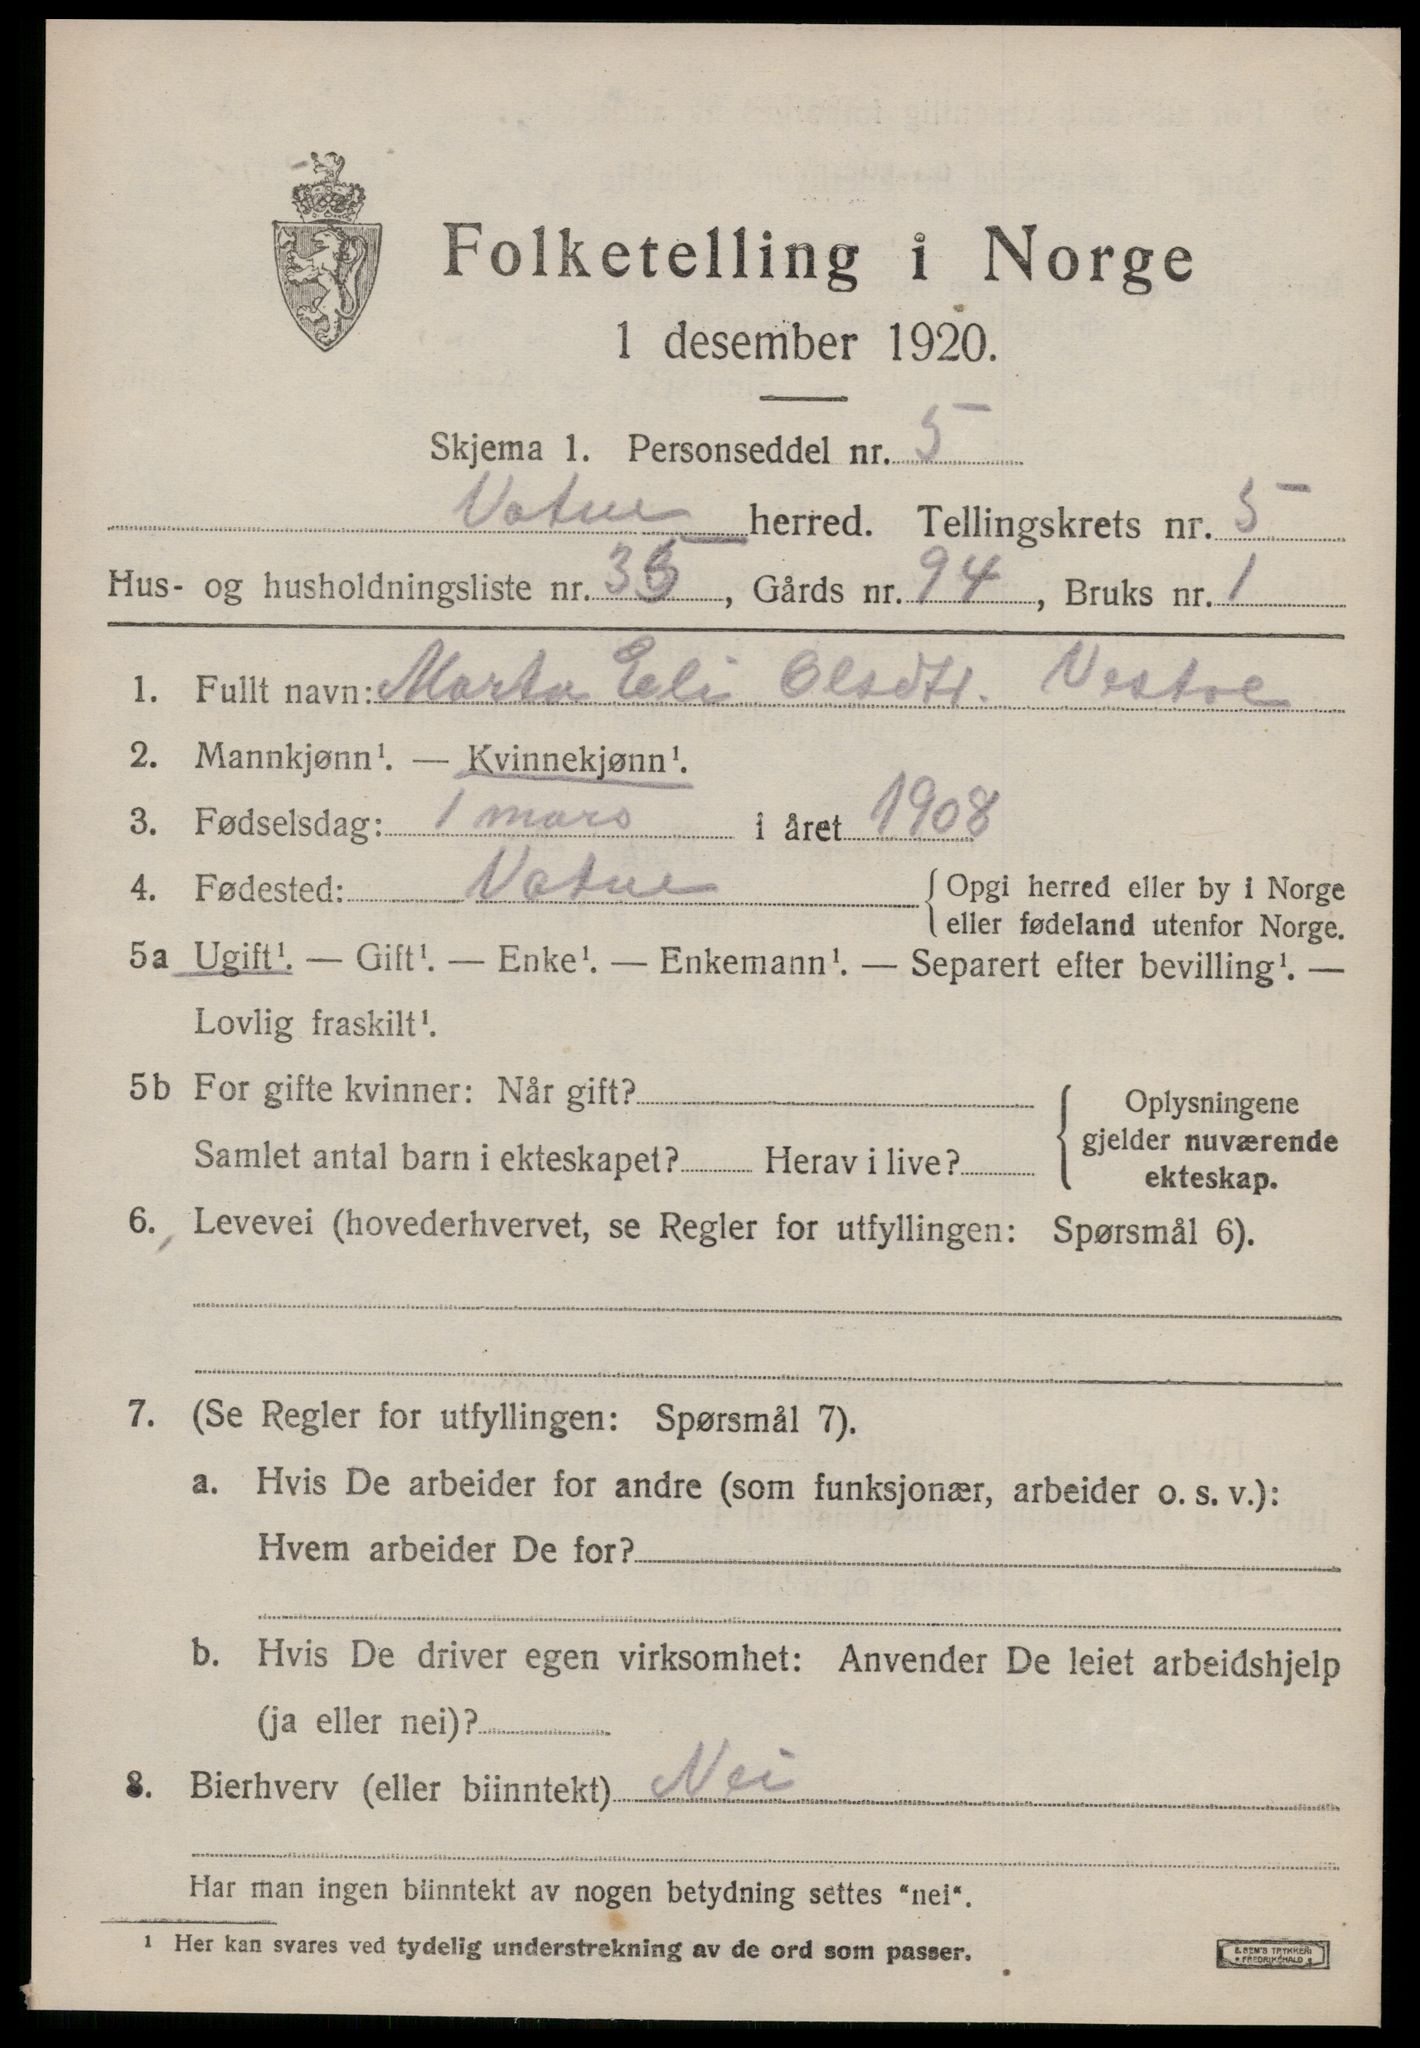 Folketelling i Norge
1 desember 1920.
Skjema 1. Personseddel nr. 5
Vatne herred. Tellingskrets nr. 5
Hus- og husholdningsliste nr. 35, Gårds nr. 94, Bruks nr. 1
1. Fullt navn: Marta Eli Olsdtr. Vestre
2. Mannkjønn¹. — Kvinnekjønn¹.
3. Fødselsdag: 1 mars i året 1908
4. Fødested: Vatne {Opgi herred eller by i Norge
eller fødeland utenfor Norge.
5a Ugift¹. — Gift¹. — Enke¹. — Enkemann¹. — Separert efter bevilling¹. —
Lovlig fraskilt¹.
5b For gifte kvinner: Når gift?
Samlet antal barn i ekteskapet? Herav i live?
Oplysningene
gjelder nuværende
ekteskap.
6. Levevei (hovederhvervet, se Regler for utfyllingen: Spørsmål 6).
7. (Se Regler for utfyllingen: Spørsmål 7).
a. Hvis De arbeider for andre (som funksjonær, arbeider o. s. v.):
Hvem arbeider De for?
b. Hvis De driver egen virksomhet: Anvender De leiet arbeidshjelp
(ja eller nei)?
8. Bierhverv (eller biinntekt) Nei
Har man ingen biinntekt av nogen betydning settes “nei“.
¹ Her kan svares ved tydelig understrekning av de ord som passer.
E. SEM'S TRYKKERI
FREDRIKSHALD